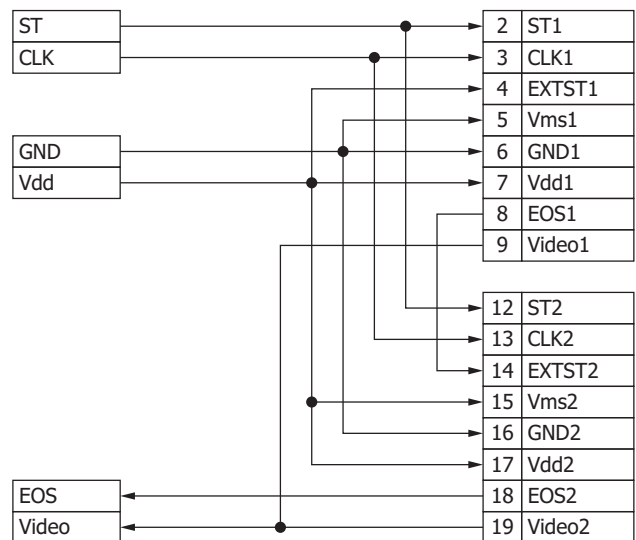 ST
CLK
GND
Vdd
EOS
Video
2 ST1
3 CLK1
4 EXTST1
5 Vms1
6 GND1
7 Vdd1
8 EOS1
9 Video1
12 ST2
13 CLK2
14 EXTST2
15 Vms2
16 GND2
17 Vdd2
18 EOS2
19 Video2